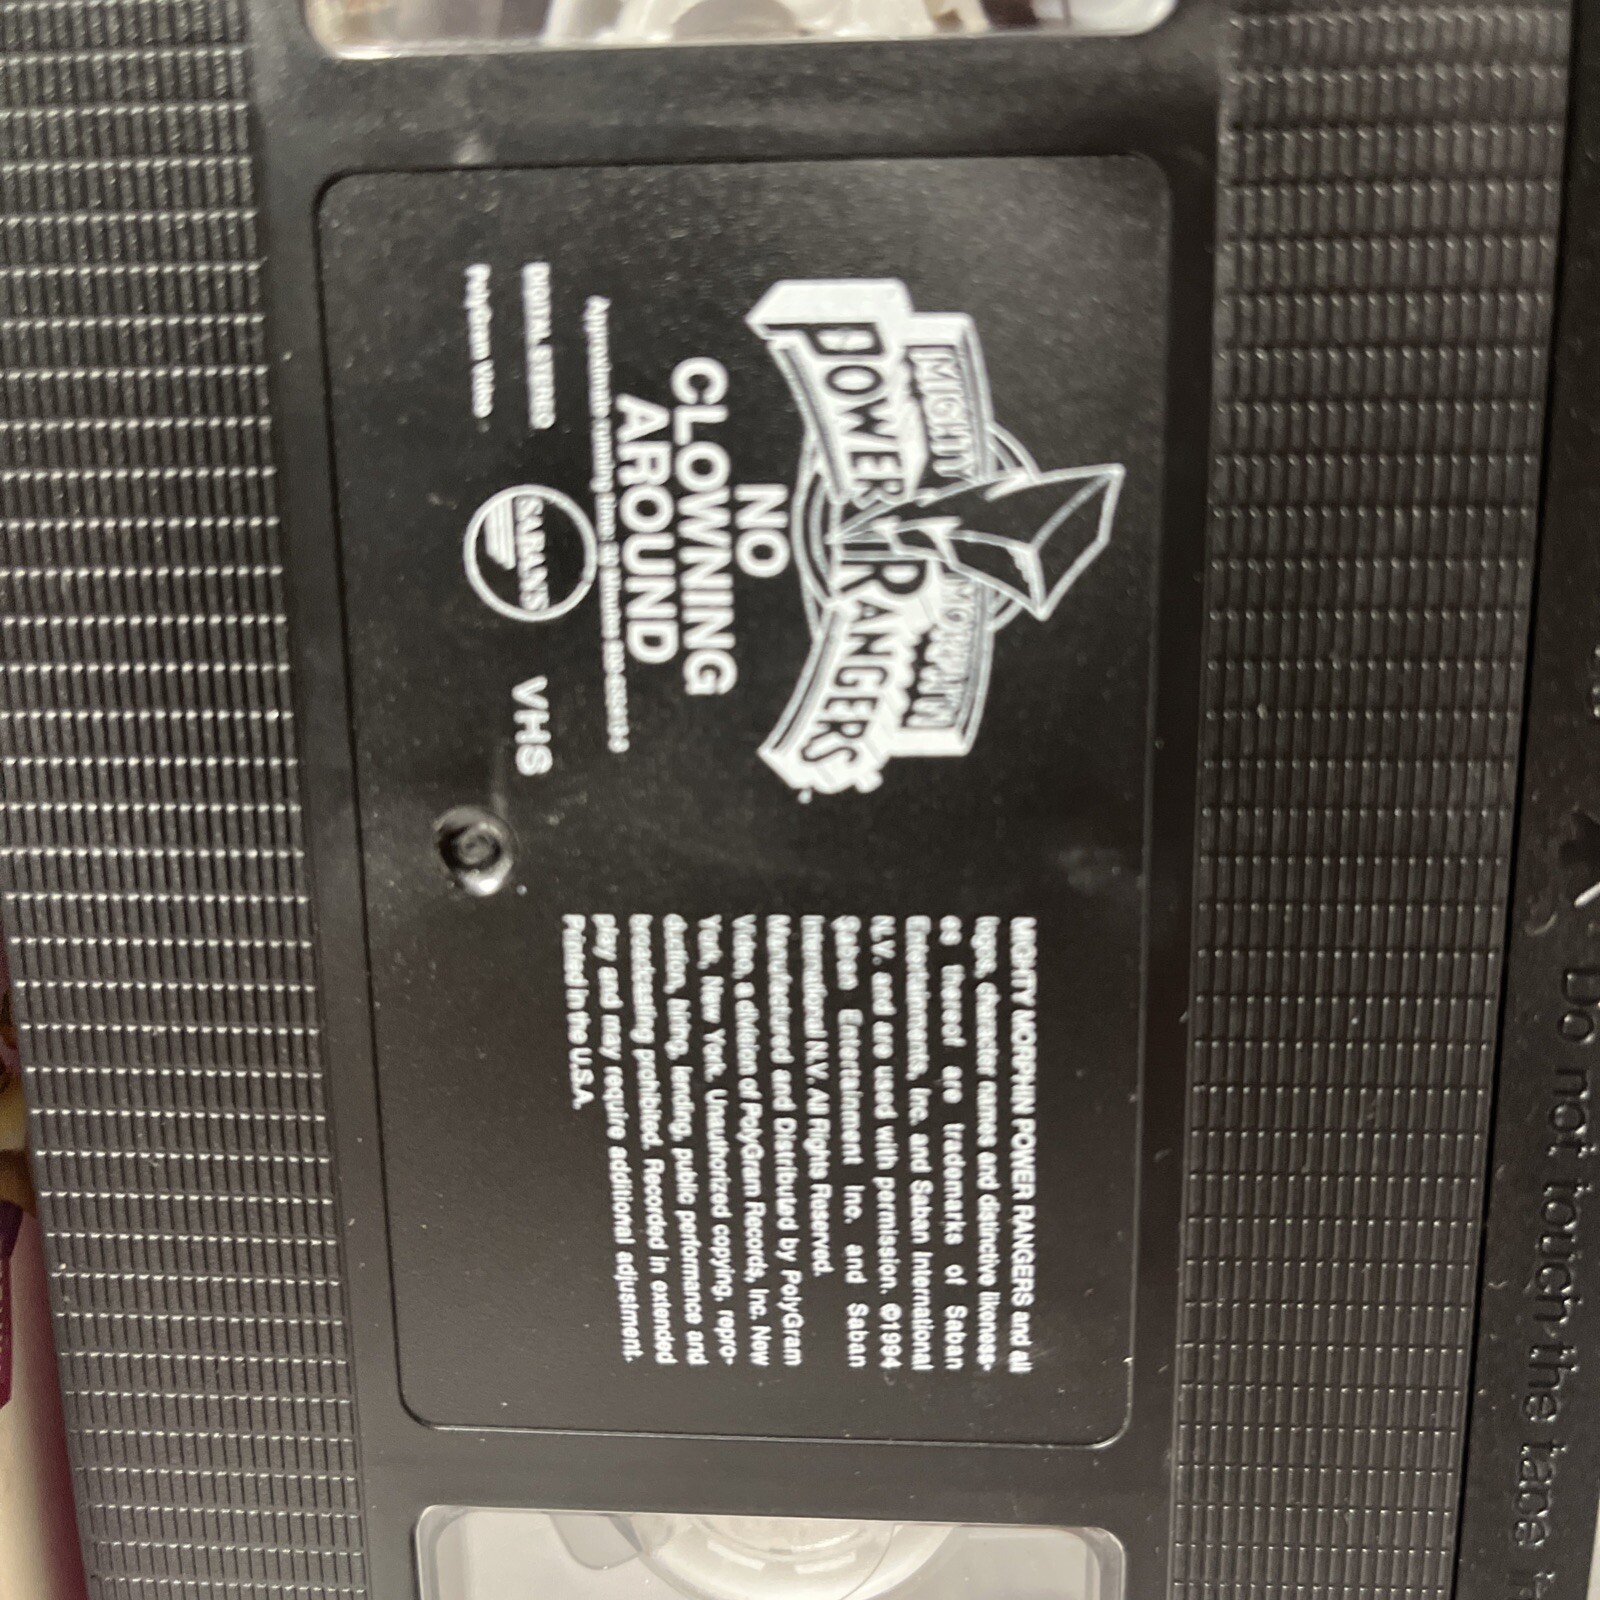 MIGHTY MORPHIN
POWER RANGERS
NO
CLOWNING
AROUND
Approximate running time: minutes
DIGITAL
PolyGram Video
SABAN'S
VHS
MIGHTY MORPHIN POWER RANGERS and all
logos, character names and distinctive likeness-
es thereof are trademarks of Saban
Entertainment, Inc. and Saban International
N.V. and are used with permission. ©1994
Saban Entertainment Inc. and Saban
International N.V. All Rights Reserved.
Manufactured and Distributed by PolyGram
Video, a division of PolyGram Records, Inc. New
York, New York. Unauthorized copying, repro-
duction, hiring, lending, public performance and
broadcasting prohibited. Recorded in extended
play and may require additional adjustment.
Printed in the U.S.A.
Do not touch the tape